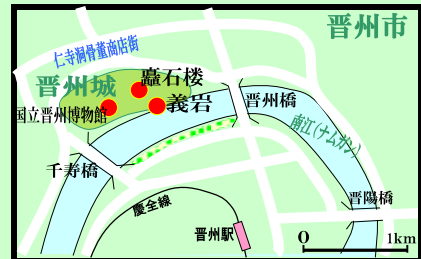 晋州市
仁寺洞骨董商店街
晋州城
矗石楼
義岩
国立晋州博物館
晋州橋
南江(ナムガン)
千寿橋
晋陽橋
慶全線
晋州駅
0 1km